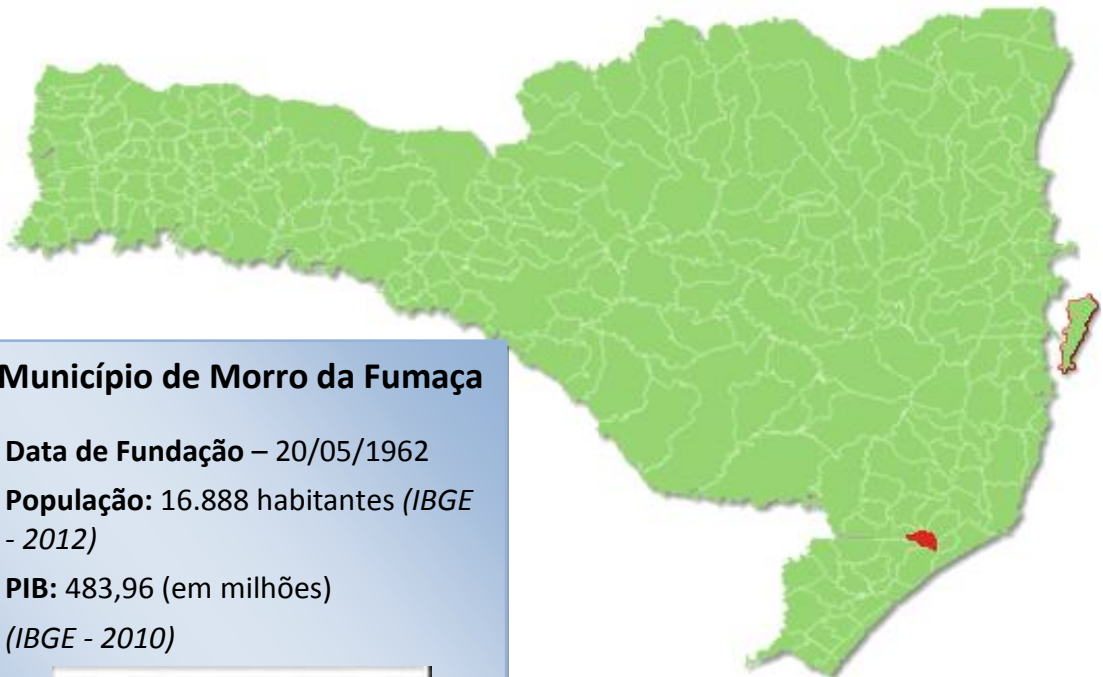 Município de Morro da Fumaça
Data de Fundação – 20/05/1962
População: 16.888 habitantes (IBGE
- 2012)
PIB: 483,96 (em milhões)
(IBGE - 2010)